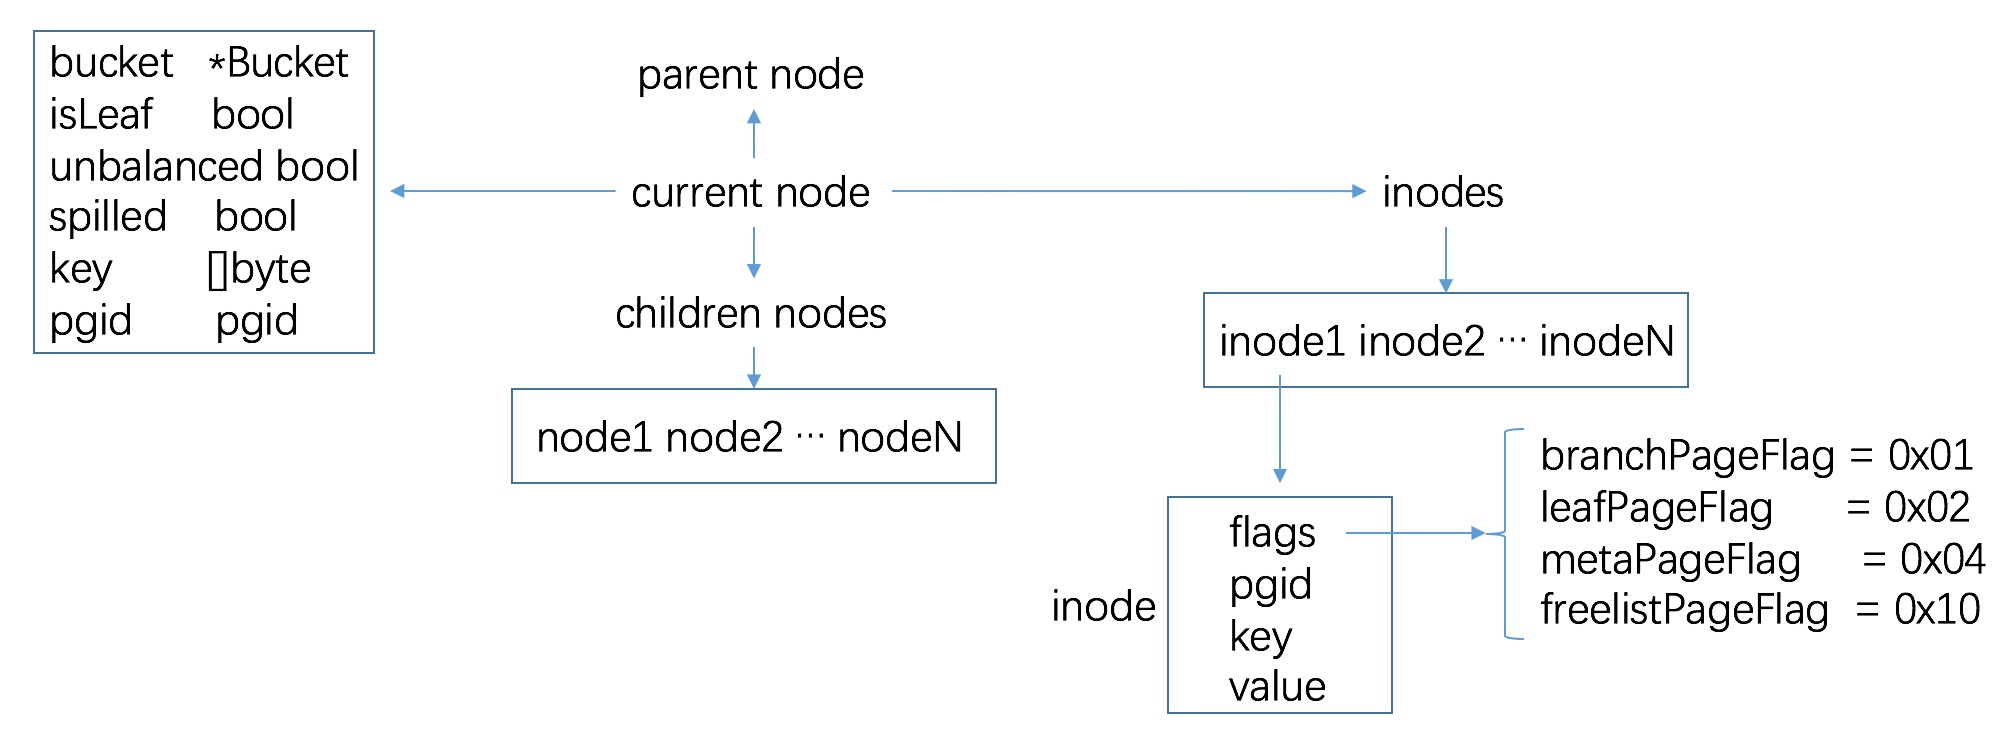 bucket *Bucket
isLeaf bool
unbalanced bool
spilled bool
key []byte
pgid pgid
parent node
current node
children nodes
node1 node2 ··· nodeN
inodes
inode1 inode2 ··· inodeN
inode
flags
pgid
key
value
branchPageFlag = 0x01
leafPageFlag = 0x02
metaPageFlag = 0x04
freelistPageFlag = 0x10